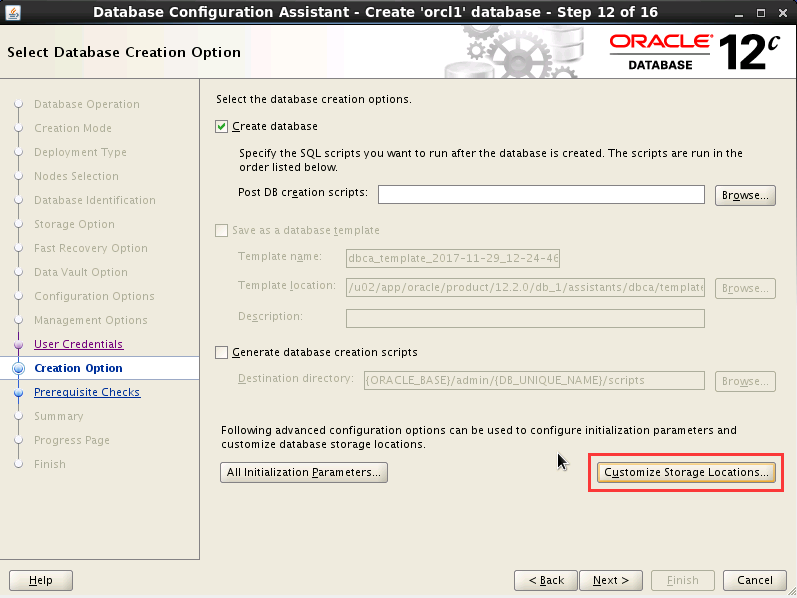 Database Configuration Assistant - Create 'orcl1' database - Step 12 of 16
Select Database Creation Option
ORACLE
DATABASE
12c
Database Operation
Creation Mode
Deployment Type
Nodes Selection
Database Identification
Storage Option
Fast Recovery Option
Data Vault Option
Configuration Options
Management Options
User Credentials
Creation Option
Prerequisite Checks
Summary
Progress Page
Finish
Select the database creation options.
Create database
Specify the SQL scripts you want to run after the database is created. The scripts are run in the
order listed below.
Post DB creation scripts:
Browse...
Save as a database template
Template name: dbca_template_2017-11-29_12-24-46
Template location: /u02/app/oracle/product/12.2.0/db_1/assistants/dbca/template Browse...
Description:
Generate database creation scripts
Destination directory: {ORACLE_BASE}/admin/{DB_UNIQUE_NAME}/scripts Browse...
Following advanced configuration options can be used to configure initialization parameters and
customize database storage locations.
All Initialization Parameters... Customize Storage Locations...
Help < Back Next > Finish Cancel